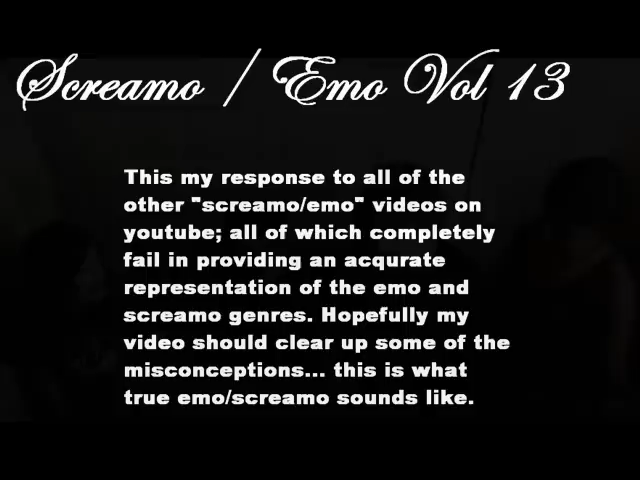 Screamo / Emo Vol 13
This my response to all of the
other "screamo/emo" videos on
youtube; all of which completely
fail in providing an acqurate
representation of the emo and
screamo genres. Hopefully my
video should clear up some of the
misconceptions... this is what
true emo/screamo sounds like.